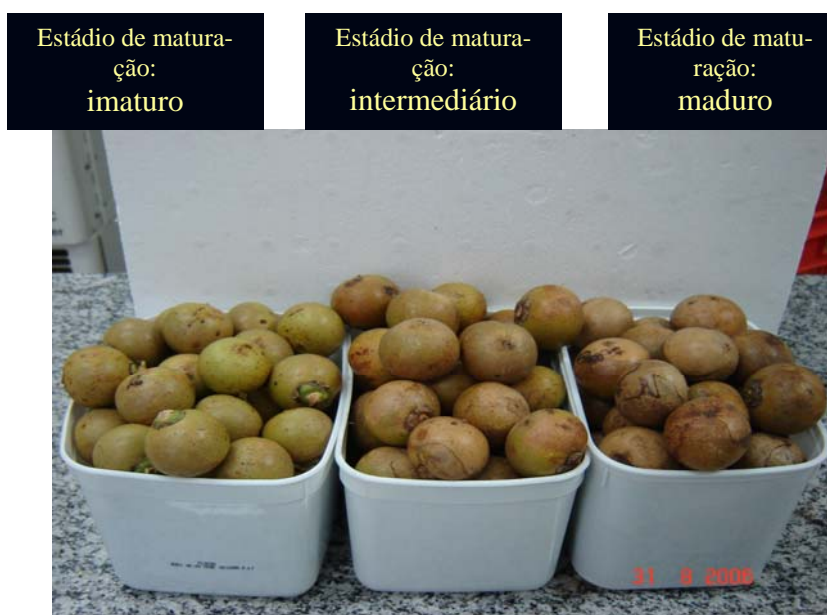 Estádio de matura-
ção:
imaturo
Estádio de matura-
ção:
intermediário
Estádio de matu-
ração:
maduro
31 8 2006